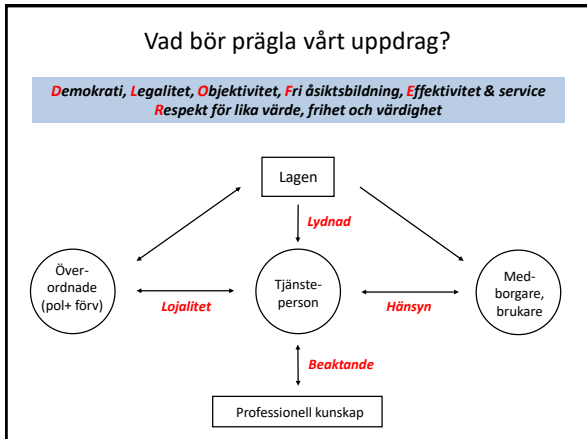 Vad bör prägla vårt uppdrag?
Demokrati, Legalitet, Objektivitet, Fri åsiktsbildning, Effektivitet & service
Respekt för lika värde, frihet och värdighet
Lagen
Lydnad
Över-
ordnade
(pol+ förv)
Lojalitet
Tjänste-
person
Hänsyn
Med-
borgare,
brukare
Beaktande
Professionell kunskap